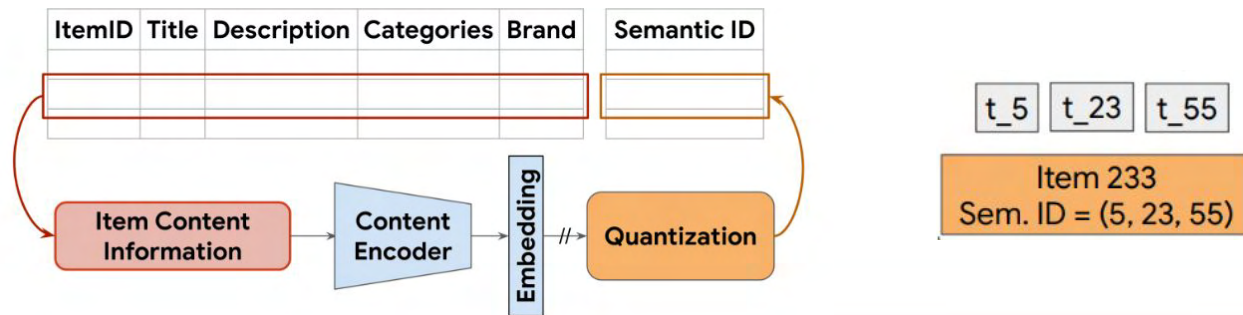 ItemID Title Description Categories Brand Semantic ID
Item Content
Information
Content
Encoder
Embedding
//
Quantization
t_5 t_23 t_55
Item 233
Sem. ID = (5, 23, 55)